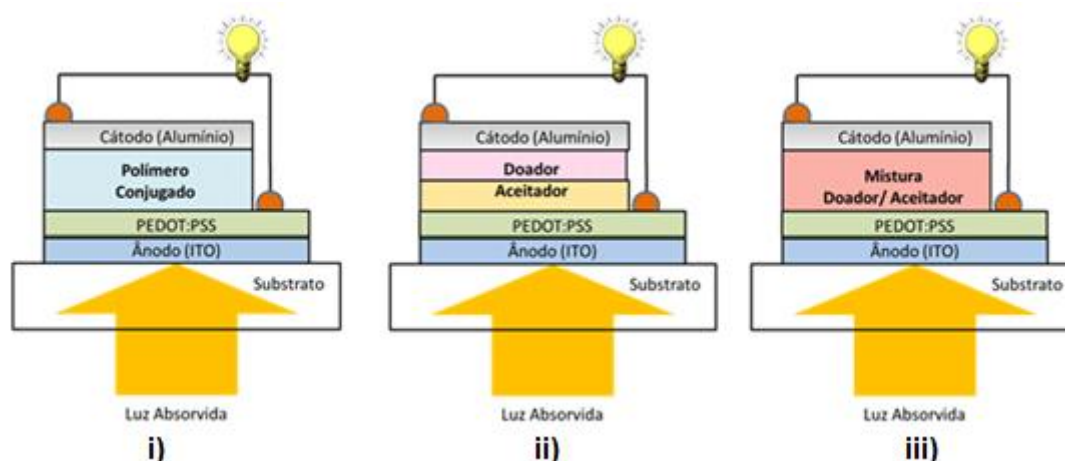 Cátodo (Alumínio)
Polímero
Conjugado
PEDOT:PSS
Ânodo (ITO)
Substrato
Luz Absorvida
i)
Cátodo (Alumínio)
Doador
Aceitador
PEDOT:PSS
Ânodo (ITO)
Substrato
Luz Absorvida
ii)
Cátodo (Alumínio)
Mistura
Doador/ Aceitador
PEDOT:PSS
Ânodo (ITO)
Substrato
Luz Absorvida
iii)